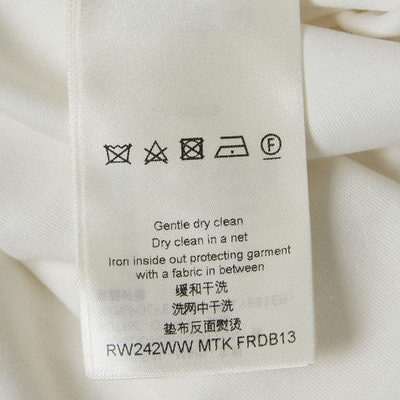 F
Gentle dry clean
Dry clean in a net
Iron inside out protecting garment
with a fabric in between
缓和干洗
洗网中干洗
垫布反面熨烫
RW242WW MTK FRDB13